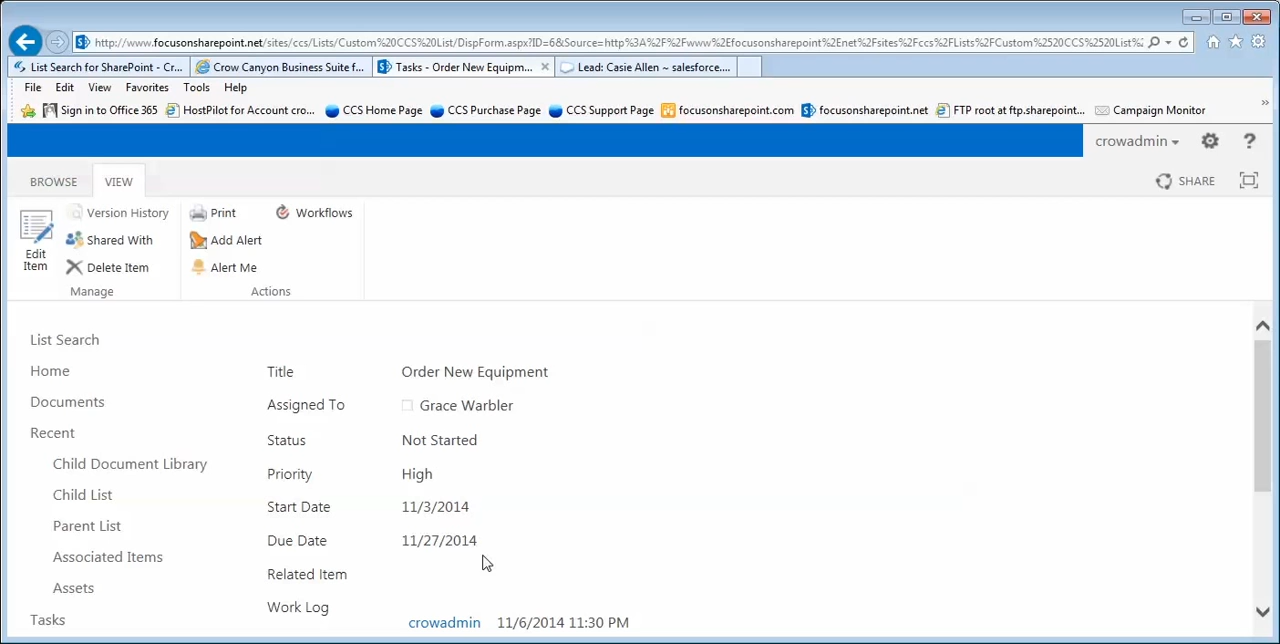 http://www.focusonsharepoint.net/sites/ccs/Lists/Custom%20CCS%20List/DispForm.aspx?ID=6&Source=http%3A%2F%2Fwww%2Efocusonsharepoint%2Enet%2Fsites%2Fccs%2FLists%2FCustom%2520CCS%2520List%2
List Search for SharePoint - Cr...
Crow Canyon Business Suite f...
Tasks - Order New Equipm...
Lead: Casie Allen ~ salesforce....
File Edit View Favorites Tools Help
Sign in to Office 365 HostPilot for Account cro... CCS Home Page CCS Purchase Page CCS Support Page focusonsharepoint.com focusonsharepoint.net FTP root at ftp.sharepoint... Campaign Monitor
crowadmin ?
BROWSE VIEW SHARE
Edit Item
Version History
Shared With
Delete Item
Manage
Print Workflows
Add Alert
Alert Me
Actions
List Search
Home
Documents
Recent
Child Document Library
Child List
Parent List
Associated Items
Assets
Tasks
Title Order New Equipment
Assigned To Grace Warbler
Status Not Started
Priority High
Start Date 11/3/2014
Due Date 11/27/2014
Related Item
Work Log
crowadmin 11/6/2014 11:30 PM